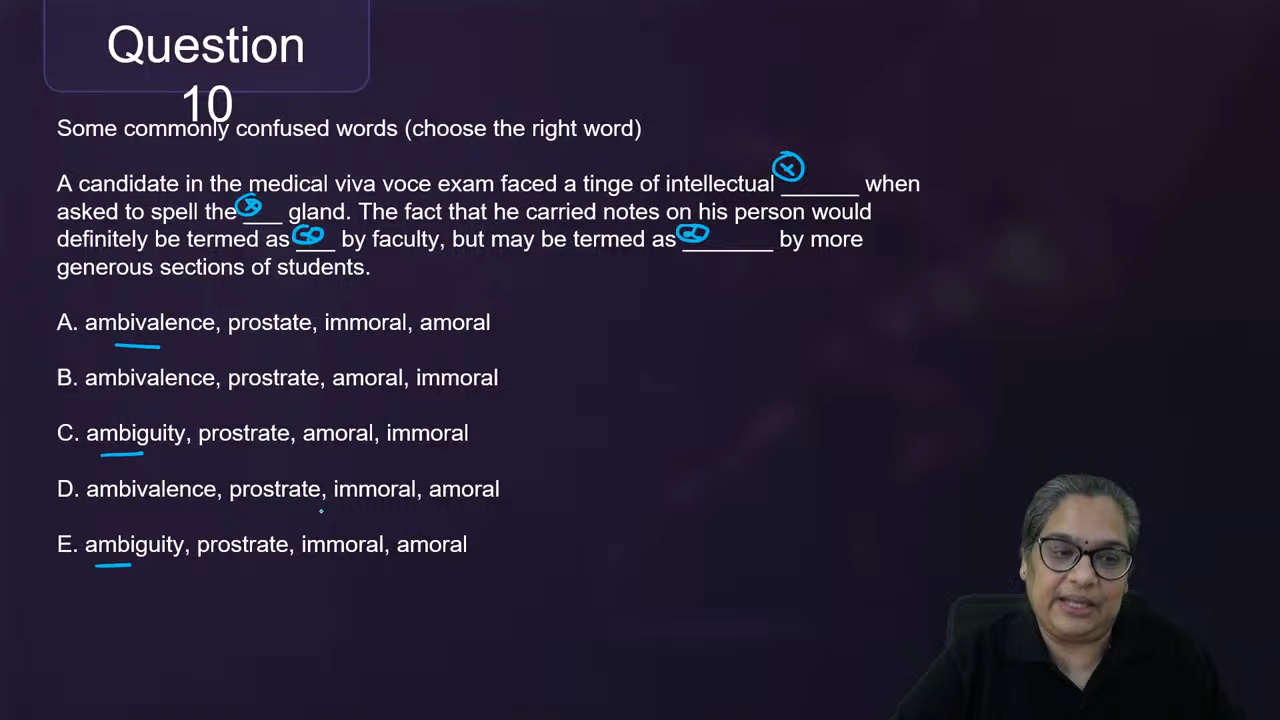 Question
10
Some commonly confused words (choose the right word)
A candidate in the medical viva voce exam faced a tinge of intellectual ______ when
asked to spell the ___ gland. The fact that he carried notes on his person would
definitely be termed as ___ by faculty, but may be termed as _______ by more
generous sections of students.
A. ambivalence, prostate, immoral, amoral
B. ambivalence, prostrate, amoral, immoral
C. ambiguity, prostrate, amoral, immoral
D. ambivalence, prostrate, immoral, amoral
E. ambiguity, prostrate, immoral, amoral